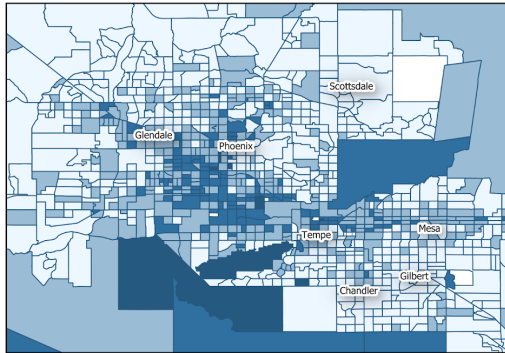 Scottsdale
Glendale
Phoenix
Mesa
Tempe
Gilbert
Chandler